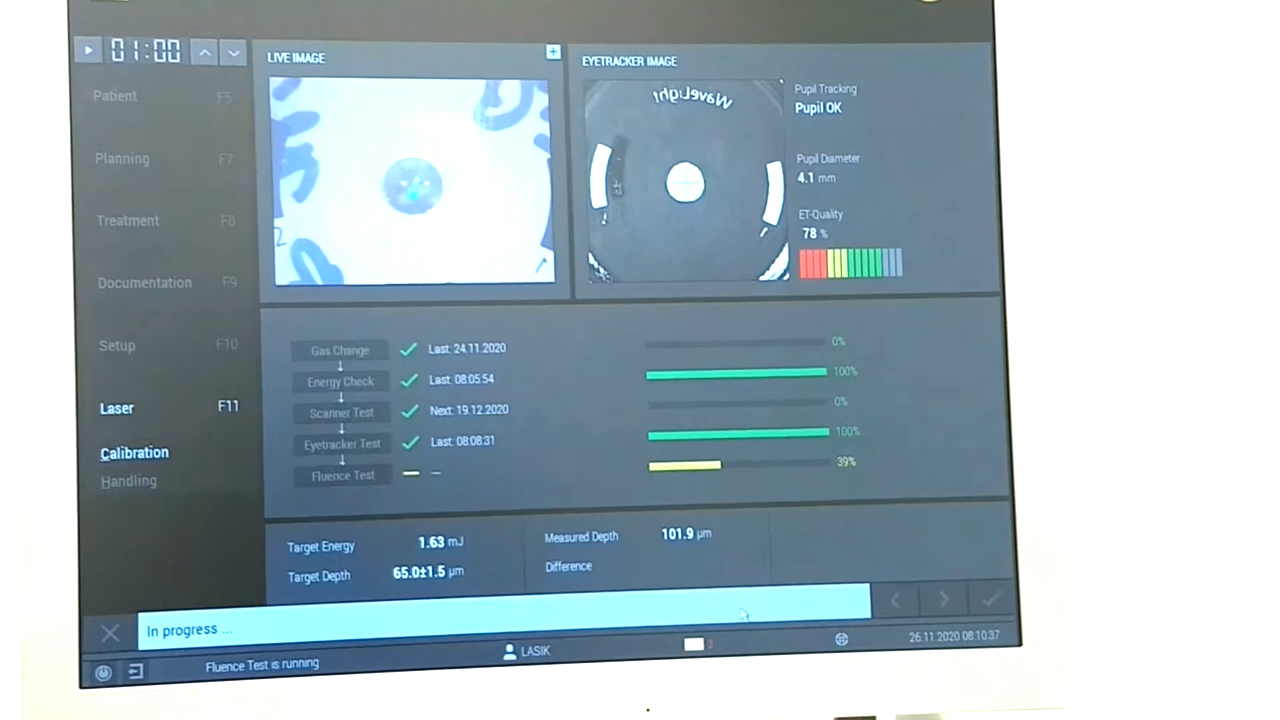 01:00
LIVE IMAGE
EYETRACKER IMAGE
Patient F5
Planning F7
Treatment F8
Documentation F9
Setup F10
Laser F11
Calibration
Handling
WaveLight
Pupil Tracking
Pupil OK
Pupil Diameter
4.1 mm
ET-Quality
78 %
Gas Change Last: 24.11.2020 0%
Energy Check Last: 08:05:54 100%
Scanner Test Next: 19.12.2020 0%
Eyetracker Test Last: 08:08:31 100%
Fluence Test — 39%
Target Energy 1.63 mJ
Measured Depth 101.9 µm
Target Depth 65.0±1.5 µm
Difference
In progress ...
Fluence Test is running
LASIK
26.11.2020 08:10:37